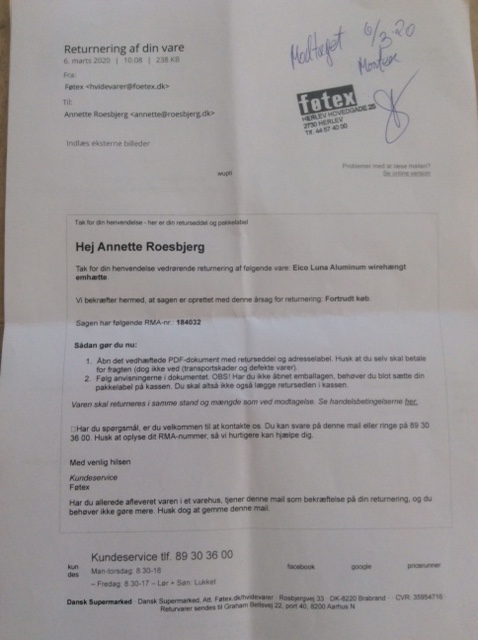 Returnering af din vare
6. marts 2020 | 10.08 | 238 KB
Modtaget 6/3-20
Fra:
Føtex <hvidevarer@foetex.dk>
Til:
Annette Roesbjerg <annette@roesbjerg.dk>
føtex
HERLEV HOVEDGADE 25
2730 HERLEV
Tlf. 44 57 40 00
Indlæs eksterne billeder
Problemer med at læse mailen?
Se online version
wupti
Tak for din henvendelse - her er din returseddel og pakkelabel
Hej Annette Roesbjerg
Tak for din henvendelse vedrørende returnering af følgende vare: Eico Luna Aluminum wirehængt
emhætte.
Vi bekræfter hermed, at sagen er oprettet med denne årsag for returnering: Fortrudt køb.
Sagen har følgende RMA-nr.: 184032
Sådan gør du nu:
1. Åbn det vedhæftede PDF-dokument med returseddel og adresselabel. Husk at du selv skal betale
for fragten (dog ikke ved (transportskader og defekte varer).
2. Følg anvisningerne i dokumentet. OBS! Har du ikke åbnet emballagen, behøver du blot sætte din
pakkelabel på kassen. Du skal altså ikke også lægge retursedlen i kassen.
Varen skal returneres i samme stand og mængde som ved modtagelse. Se handelsbetingelserne her.
Har du spørgsmål, er du velkommen til at kontakte os. Du kan svare på denne mail eller ringe på 89 30
36 00. Husk at oplyse dit RMA-nummer, så vi hurtigere kan hjælpe dig.
Med venlig hilsen
Kundeservice
Føtex
Har du allerede afleveret varen i et varehus, tjener denne mail som bekræftelse på din returnering, og du
behøver ikke gøre mere. Husk dog at gemme denne mail.
kun
des
Kundeservice tlf. 89 30 36 00
Man-torsdag: 8.30-18
– Fredag: 8.30-17 – Lør + Søn: Lukket
facebook google pricerunner
Dansk Supermarked · Dansk Supermarked, Att. Føtex.dk/hvidevarer · Rosbjergvej 33 · DK-8220 Brabrand · CVR: 35954716
Returvarer sendes til Graham Bellsvej 22, port 40, 8200 Aarhus N